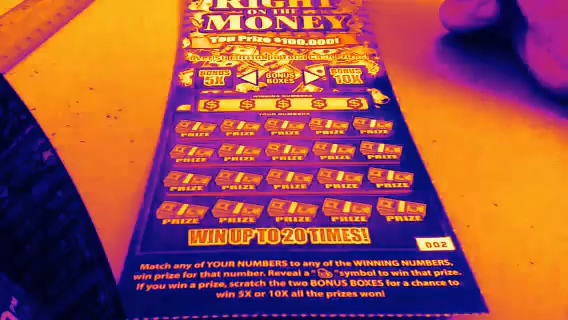 RIGHT
ON THE
MONEY
Top Prize $100,000!
BONUS 5X
BONUS BOXES
BONUS 10X
WINNING NUMBERS
$ $ $ $ $
YOUR NUMBERS
PRIZE PRIZE PRIZE PRIZE PRIZE
PRIZE PRIZE PRIZE PRIZE PRIZE
PRIZE PRIZE PRIZE PRIZE PRIZE
PRIZE PRIZE PRIZE PRIZE PRIZE
WIN UP TO 20 TIMES!
002
Match any of YOUR NUMBERS to any of the WINNING NUMBERS,
win prize for that number. Reveal a " " symbol to win that prize.
If you win a prize, scratch the two BONUS BOXES for a chance to
win 5X or 10X all the prizes won!